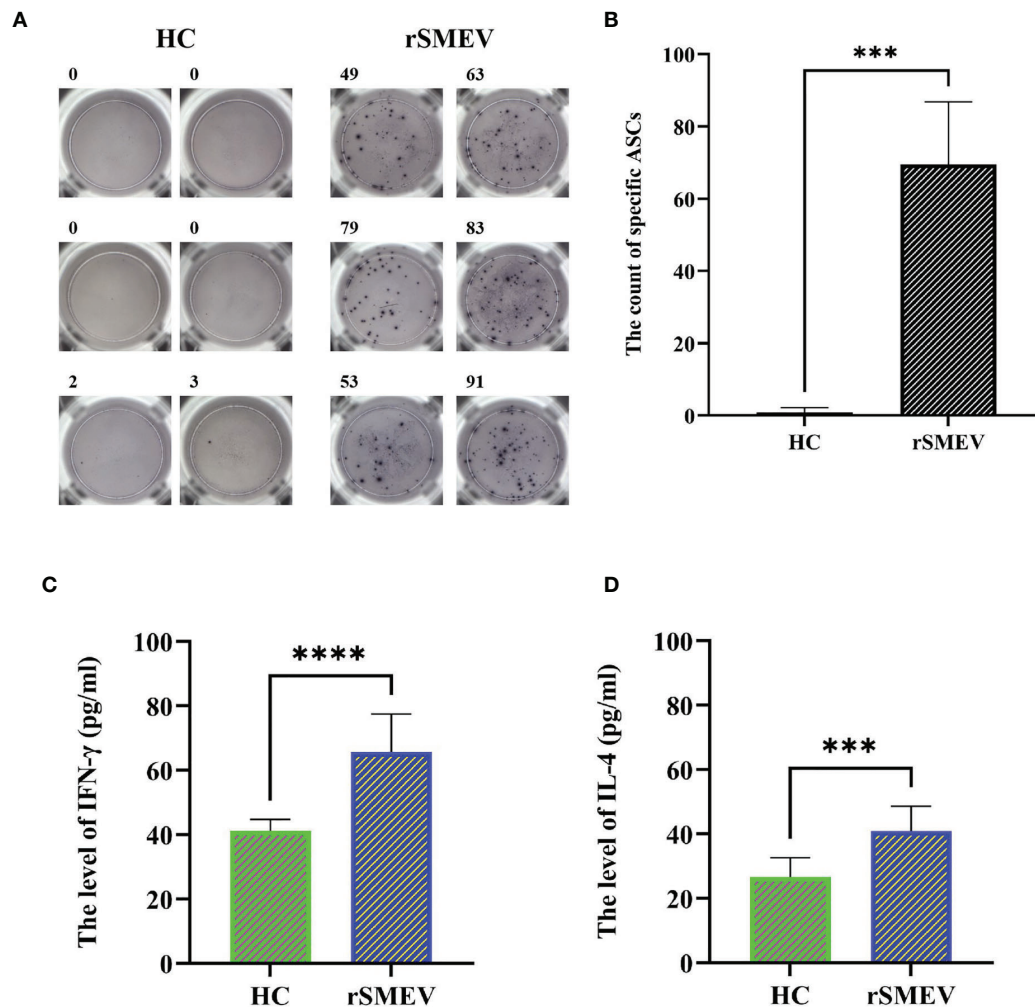 A
HC
rSMEV
0 0 49 63
0 0 79 83
2 3 53 91
B
The count of specific ASCs
100
80
60
40
20
0
***
HC
rSMEV
C
The level of IFN-γ (pg/ml)
100
80
60
40
20
0
****
HC
rSMEV
D
The level of IL-4 (pg/ml)
100
80
60
40
20
0
***
HC
rSMEV